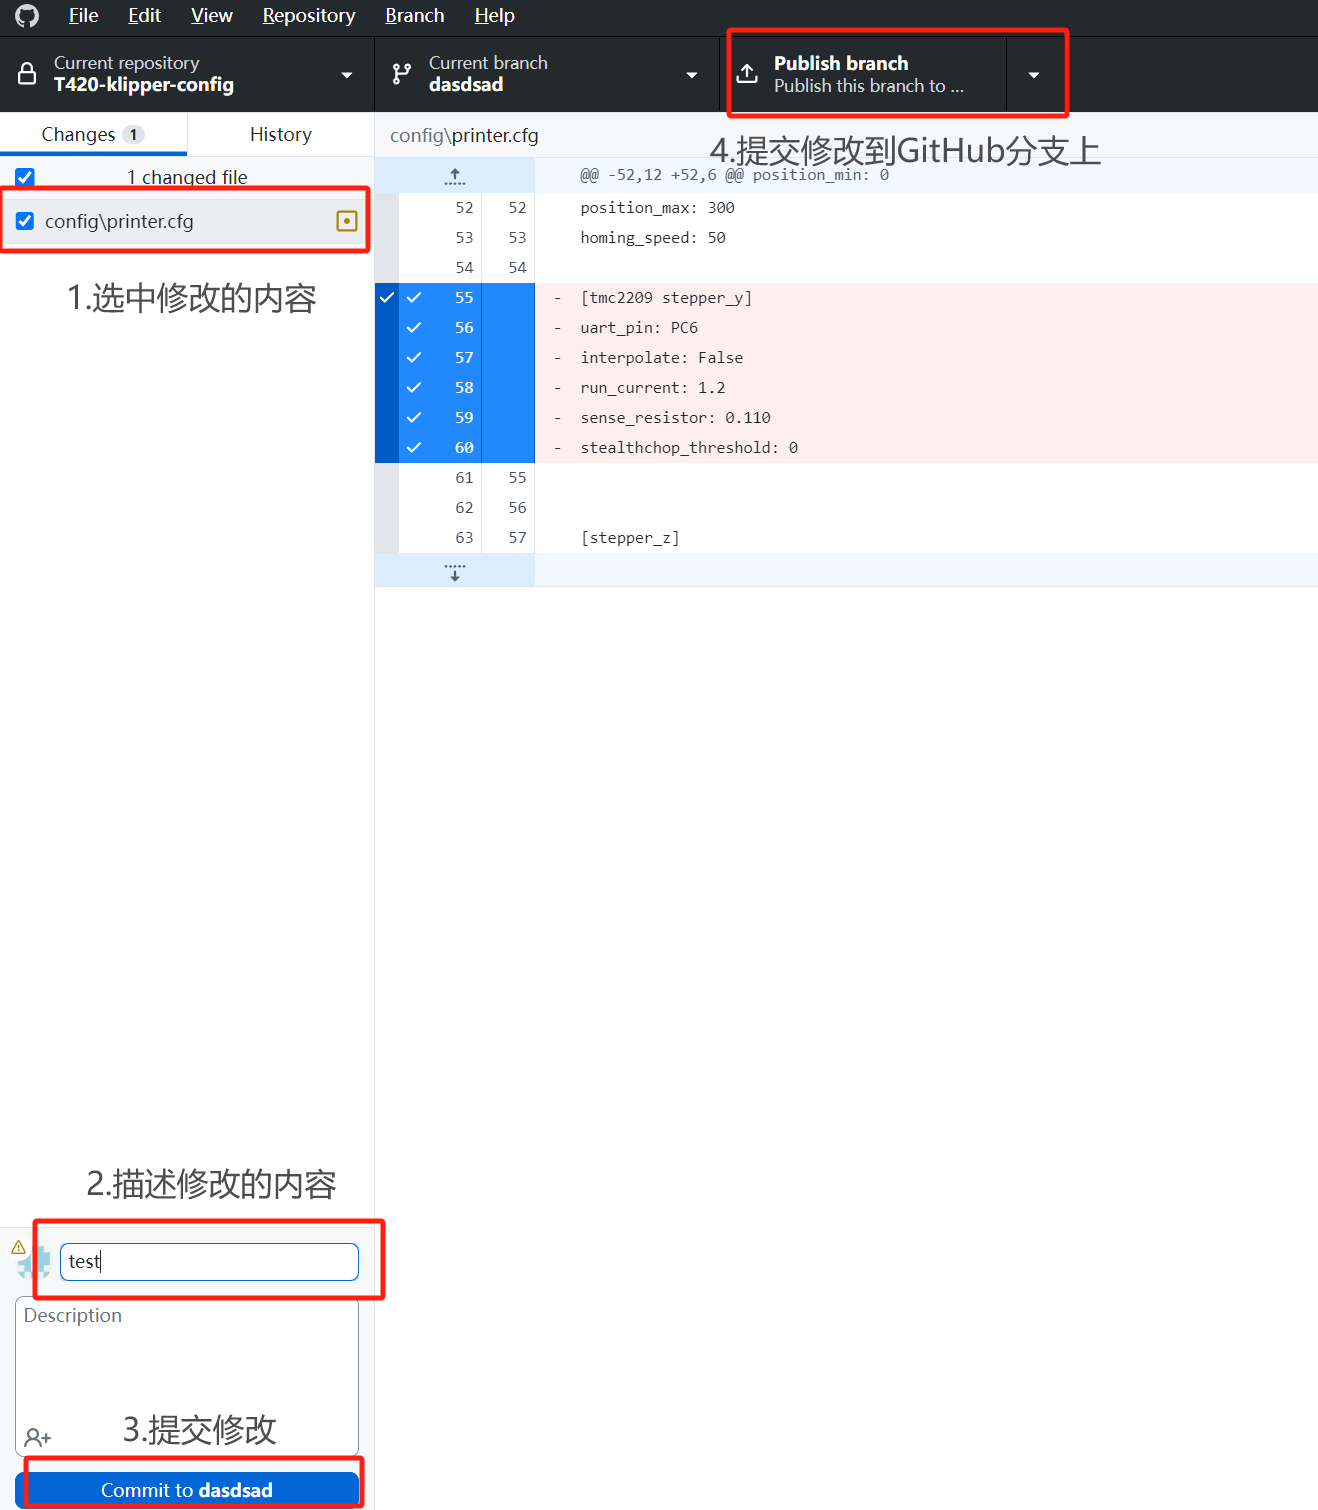 File Edit View Repository Branch Help
Current repository
T420-klipper-config
Current branch
dasdsad
Publish branch
Publish this branch to ...
Changes 1
History
config\printer.cfg
4.提交修改到GitHub分支上
1 changed file
@@ -52,12 +52,6 @@ position_min: 0
config\printer.cfg
1.选中修改的内容
52 52 position_max: 300
53 53 homing_speed: 50
54 54
55 - [tmc2209 stepper_y]
56 - uart_pin: PC6
57 - interpolate: False
58 - run_current: 1.2
59 - sense_resistor: 0.110
60 - stealthchop_threshold: 0
61 55
62 56
63 57 [stepper_z]
2.描述修改的内容
test
Description
3.提交修改
Commit to dasdsad